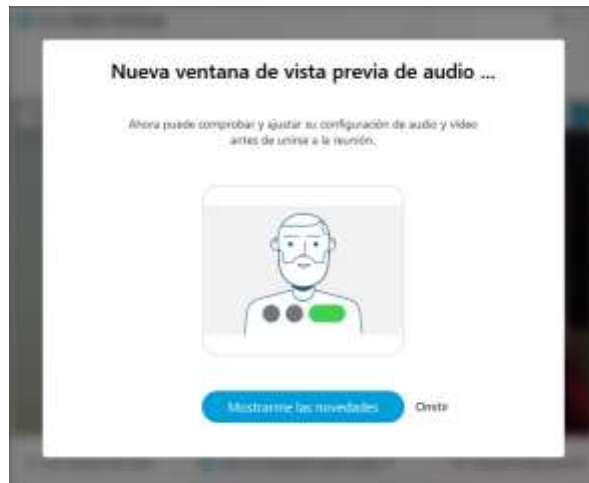 Nueva ventana de vista previa de audio ...
Ahora puede comprobar y ajustar su configuración de audio y vídeo
antes de unirse a la reunión.
Mostrarme las novedades
Omitir